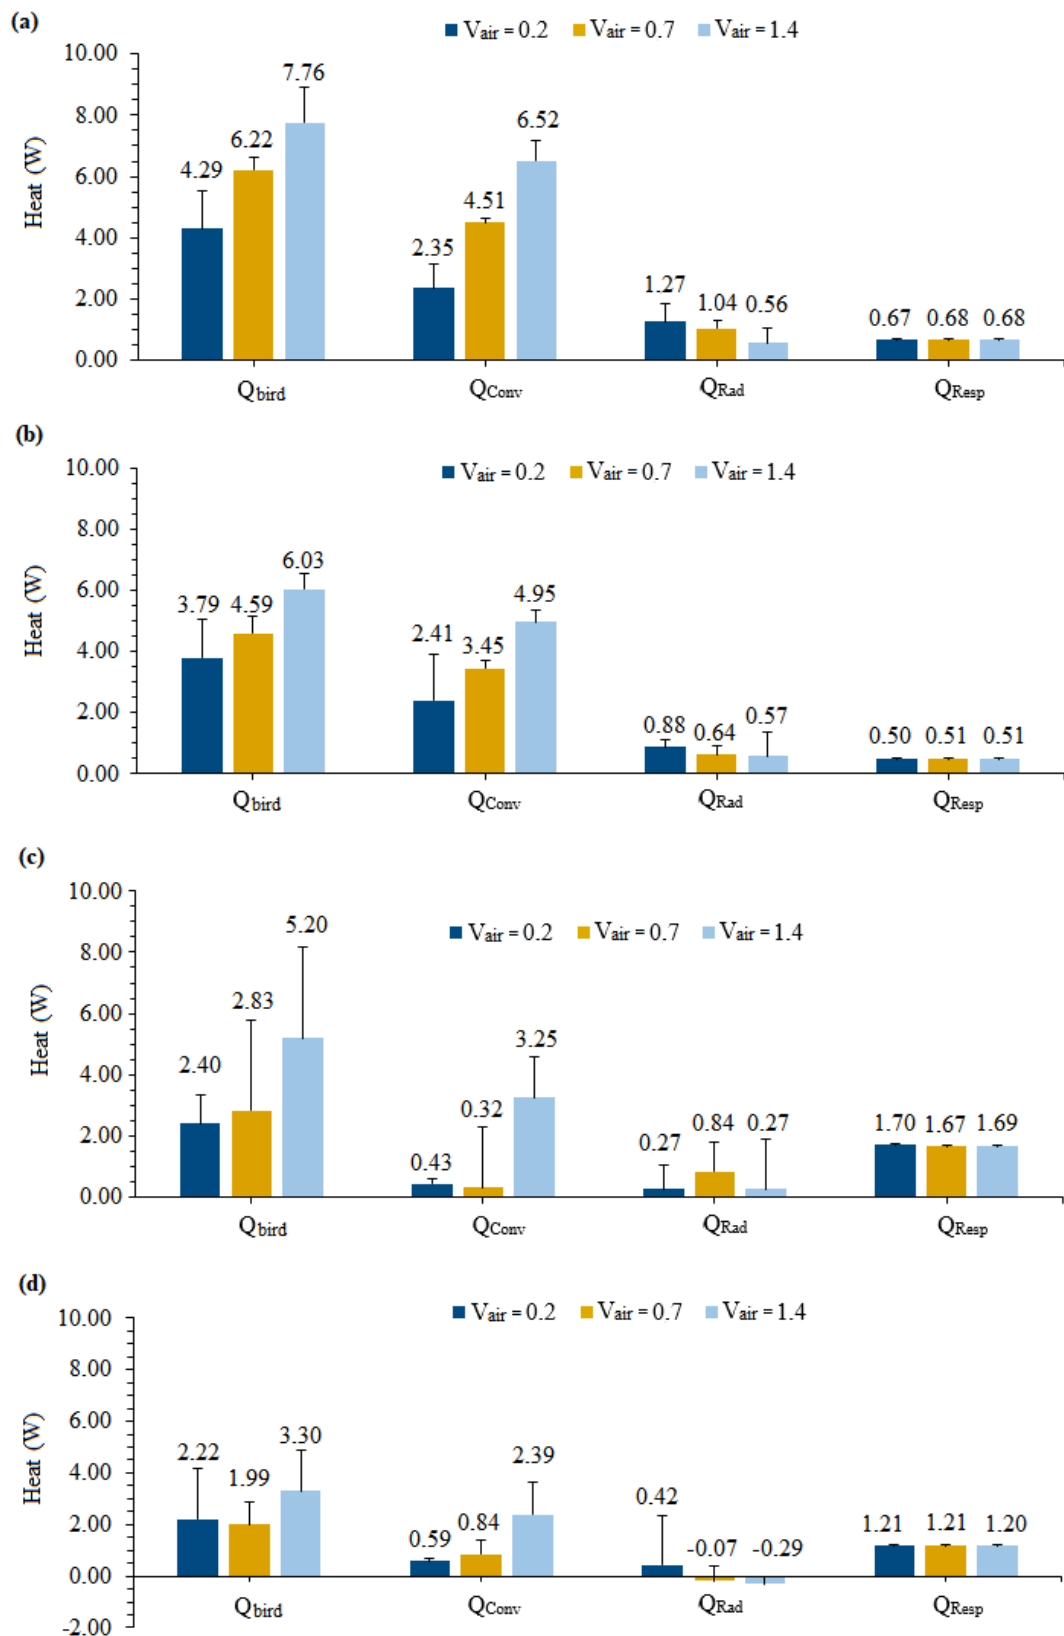 (a)
Vair = 0.2 Vair = 0.7 Vair = 1.4
10.00
8.00
6.00
4.00
2.00
0.00
Heat (W)
4.29 6.22 7.76
2.35 4.51 6.52
1.27 1.04 0.56
0.67 0.68 0.68
Qbird QConv QRad QResp
(b)
Vair = 0.2 Vair = 0.7 Vair = 1.4
10.00
8.00
6.00
4.00
2.00
0.00
Heat (W)
3.79 4.59 6.03
2.41 3.45 4.95
0.88 0.64 0.57
0.50 0.51 0.51
Qbird QConv QRad QResp
(c)
Vair = 0.2 Vair = 0.7 Vair = 1.4
10.00
8.00
6.00
4.00
2.00
0.00
Heat (W)
2.40 2.83 5.20
0.43 0.32 3.25
0.27 0.84 0.27
1.70 1.67 1.69
Qbird QConv QRad QResp
(d)
Vair = 0.2 Vair = 0.7 Vair = 1.4
10.00
8.00
6.00
4.00
2.00
0.00
-2.00
Heat (W)
2.22 1.99 3.30
0.59 0.84 2.39
0.42 -0.07 -0.29
1.21 1.21 1.20
Qbird QConv QRad QResp